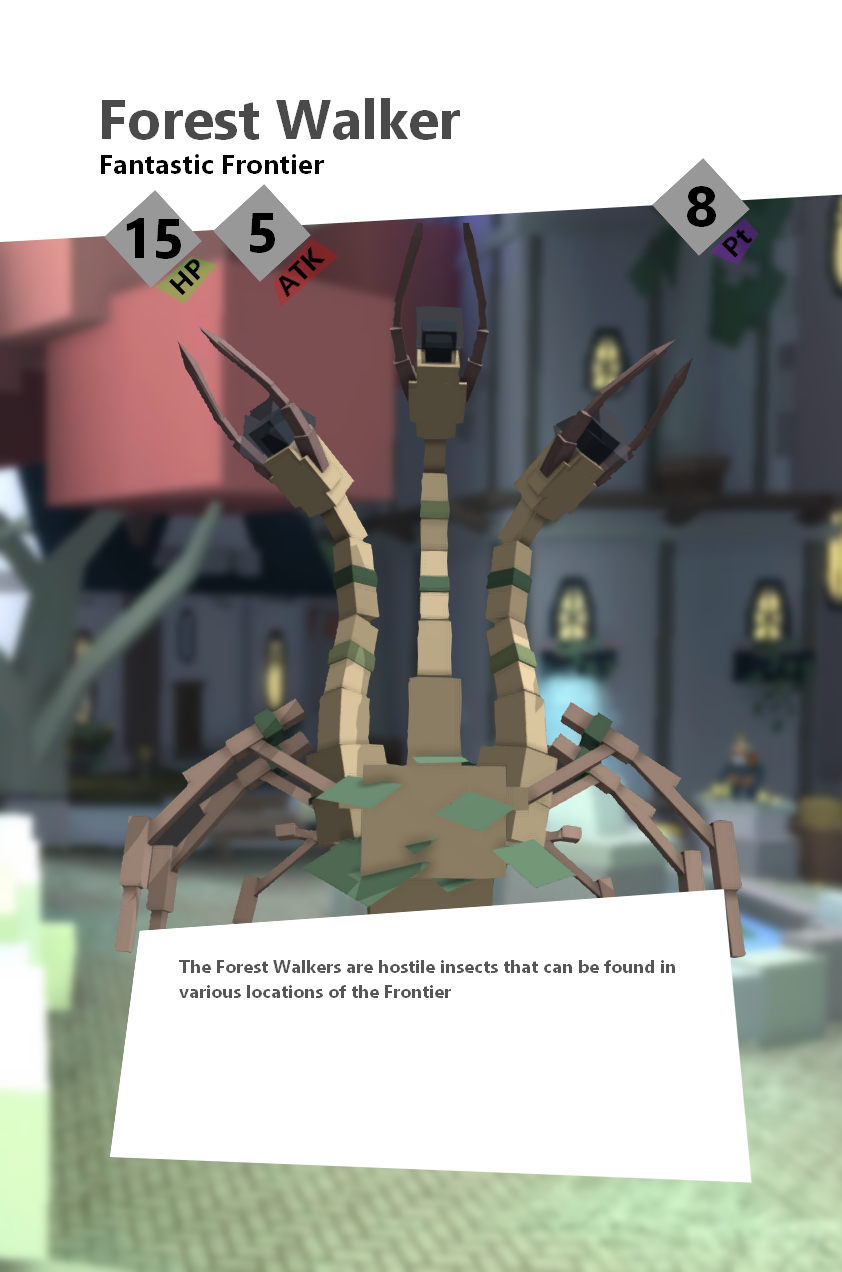 Forest Walker
Fantastic Frontier
15 HP
5 ATK
8 Pt
The Forest Walkers are hostile insects that can be found in
various locations of the Frontier